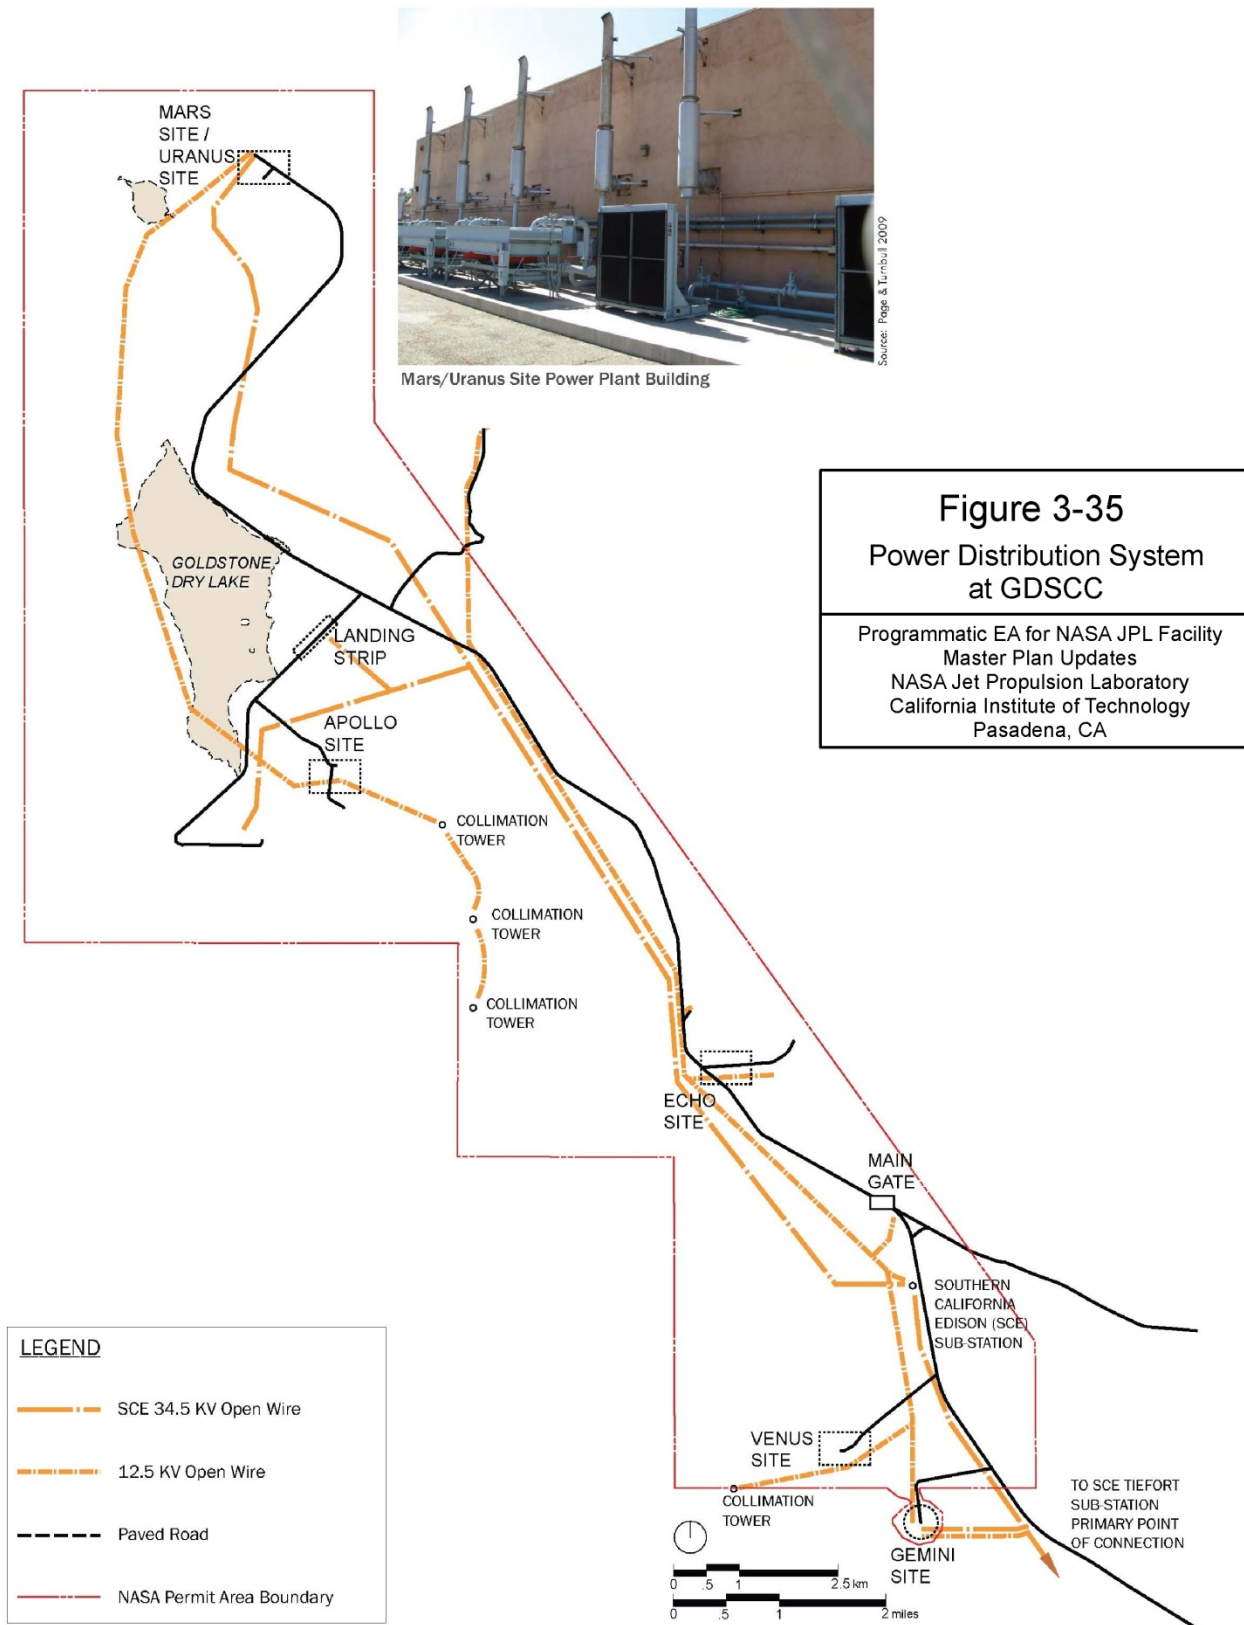 MARS
SITE /
URANUS
SITE
Source: Page & Turnbull 2009
Mars/Uranus Site Power Plant Building
Figure 3-35
Power Distribution System
at GDSCC
Programmatic EA for NASA JPL Facility
Master Plan Updates
NASA Jet Propulsion Laboratory
California Institute of Technology
Pasadena, CA
GOLDSTONE
DRY LAKE
LANDING
STRIP
APOLLO
SITE
COLLIMATION
TOWER
COLLIMATION
TOWER
COLLIMATION
TOWER
ECHO
SITE
MAIN
GATE
SOUTHERN
CALIFORNIA
EDISON (SCE)
SUB-STATION
VENUS
SITE
COLLIMATION
TOWER
GEMINI
SITE
TO SCE TIEFORT
SUB-STATION
PRIMARY POINT
OF CONNECTION
0 .5 1 2.5 km
0 .5 1 2 miles
LEGEND
SCE 34.5 KV Open Wire
12.5 KV Open Wire
Paved Road
NASA Permit Area Boundary